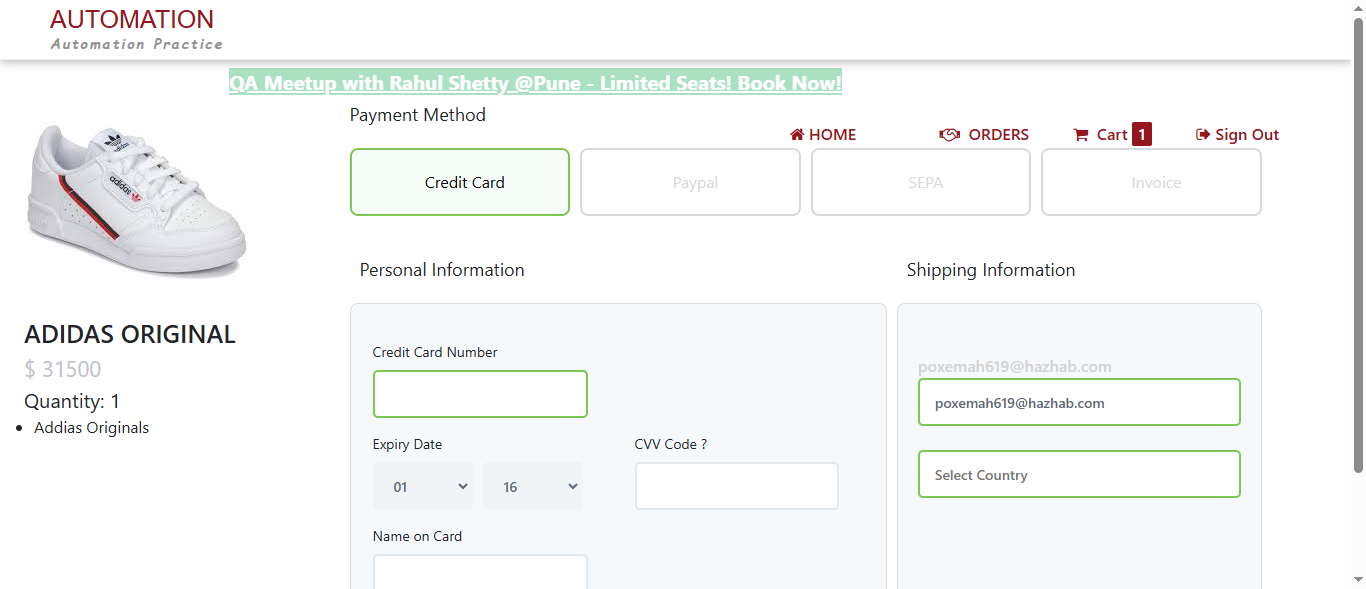 AUTOMATION
Automation Practice
QA Meetup with Rahul Shetty @Pune - Limited Seats! Book Now!
Payment Method
HOME
ORDERS
Cart 1
Sign Out
Credit Card
Paypal
SEPA
Invoice
adidas
adidas
ADIDAS ORIGINAL
$ 31500
Quantity: 1
Addias Originals
Personal Information
Credit Card Number
Expiry Date
CVV Code ?
01
16
Name on Card
Shipping Information
poxemah619@hazhab.com
poxemah619@hazhab.com
Select Country